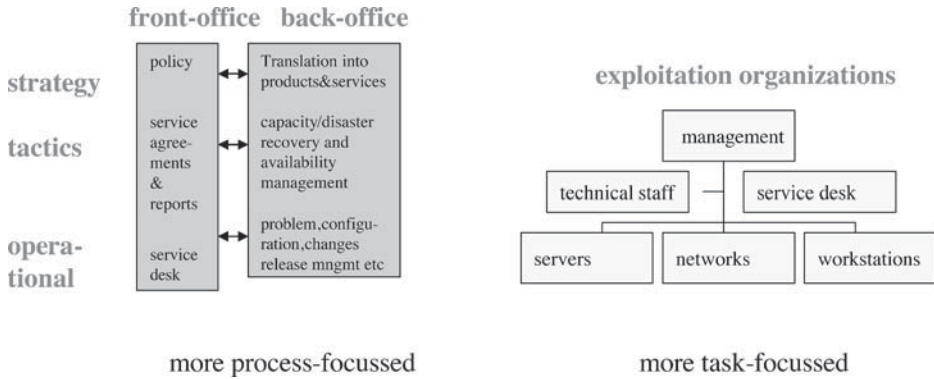 front-office back-office
strategy
policy
Translation into
products&services
tactics
service
agree-
ments
&
reports
capacity/disaster
recovery and
availability
management
opera-
tional
service
desk
problem,configu-
ration,changes
release mngmt etc
more process-focussed
exploitation organizations
management
technical staff
service desk
servers
networks
workstations
more task-focussed